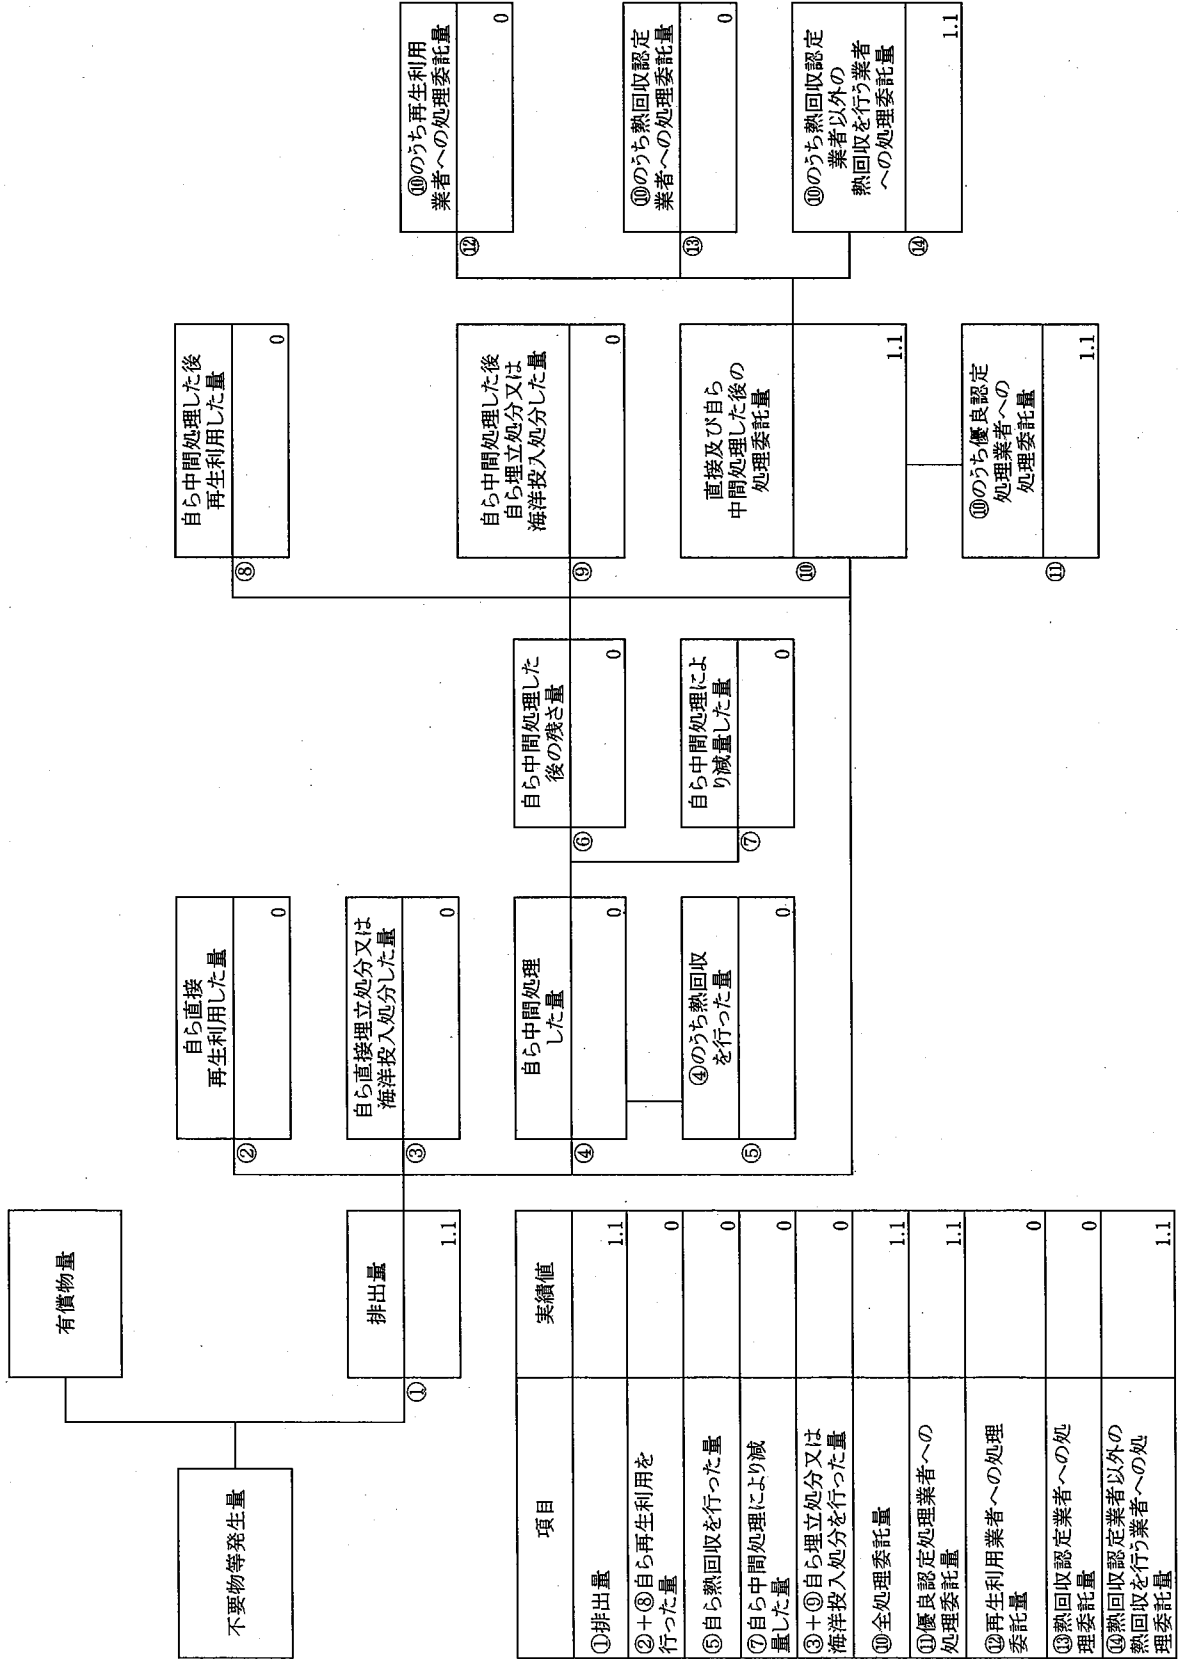 不要物等発生量
有償物量
①
排出量
1.1
②
自ら直接
再生利用した量
0
③
自ら直接埋立処分又は
海洋投入処分した量
0
④
自ら中間処理
した量
0
⑤
④のうち熱回収
を行った量
0
⑥
自ら中間処理した
後の残さ量
0
⑦
自ら中間処理によ
り減量した量
0
⑧
自ら中間処理した後
再生利用した量
0
⑨
自ら中間処理した後
自ら埋立処分又は
海洋投入処分した量
0
⑩
直接及び自ら
中間処理した後の
処理委託量
1.1
⑪
⑩のうち優良認定
処理業者への
処理委託量
1.1
⑫
⑩のうち再生利用
業者への処理委託量
0
⑬
⑩のうち熱回収認定
業者への処理委託量
0
⑭
⑩のうち熱回収認定
業者以外の
熱回収を行う業者
への処理委託量
1.1
項目 実績値
①排出量 1.1
②+⑧自ら再生利用を
行った量 0
⑤自ら熱回収を行った量 0
⑦自ら中間処理により減
量した量 0
③+⑨自ら埋立処分又は
海洋投入処分を行った量 0
⑩全処理委託量 1.1
⑪優良認定処理業者への
処理委託量 1.1
⑫再生利用業者への処理
委託量 0
⑬熱回収認定業者への処
理委託量 0
⑭熱回収認定業者以外の
熱回収を行う業者への処
理委託量 1.1